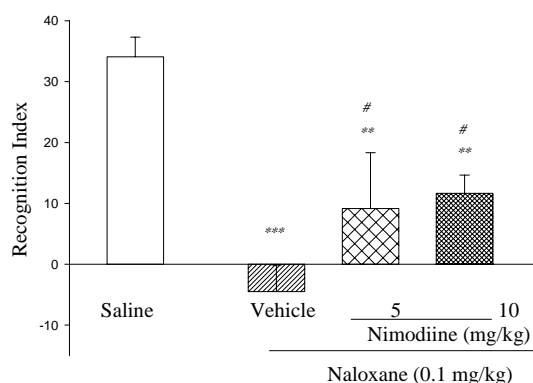 40
30
20
10
0
-10
Recognition Index
#
**
#
**
***
Saline
Vehicle
5
10
Nimodiine (mg/kg)
Naloxane (0.1 mg/kg)